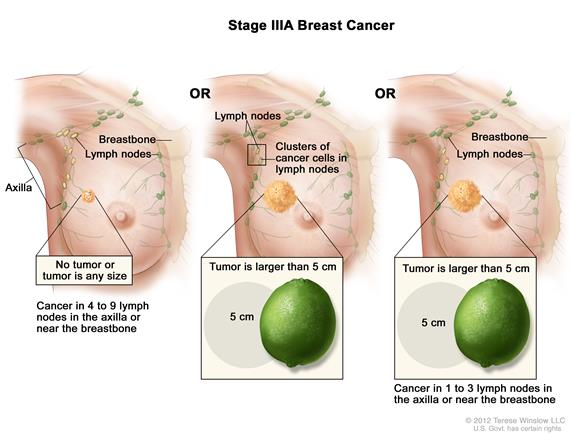 Stage IIIA Breast Cancer
Breastbone
Lymph nodes
Axilla
No tumor or
tumor is any size
Cancer in 4 to 9 lymph
nodes in the axilla or
near the breastbone
OR
Lymph nodes
Clusters of
cancer cells in
lymph nodes
Tumor is larger than 5 cm
5 cm
OR
Breastbone
Lymph nodes
Tumor is larger than 5 cm
5 cm
Cancer in 1 to 3 lymph nodes in
the axilla or near the breastbone
© 2012 Terese Winslow LLC
U.S. Govt. has certain rights